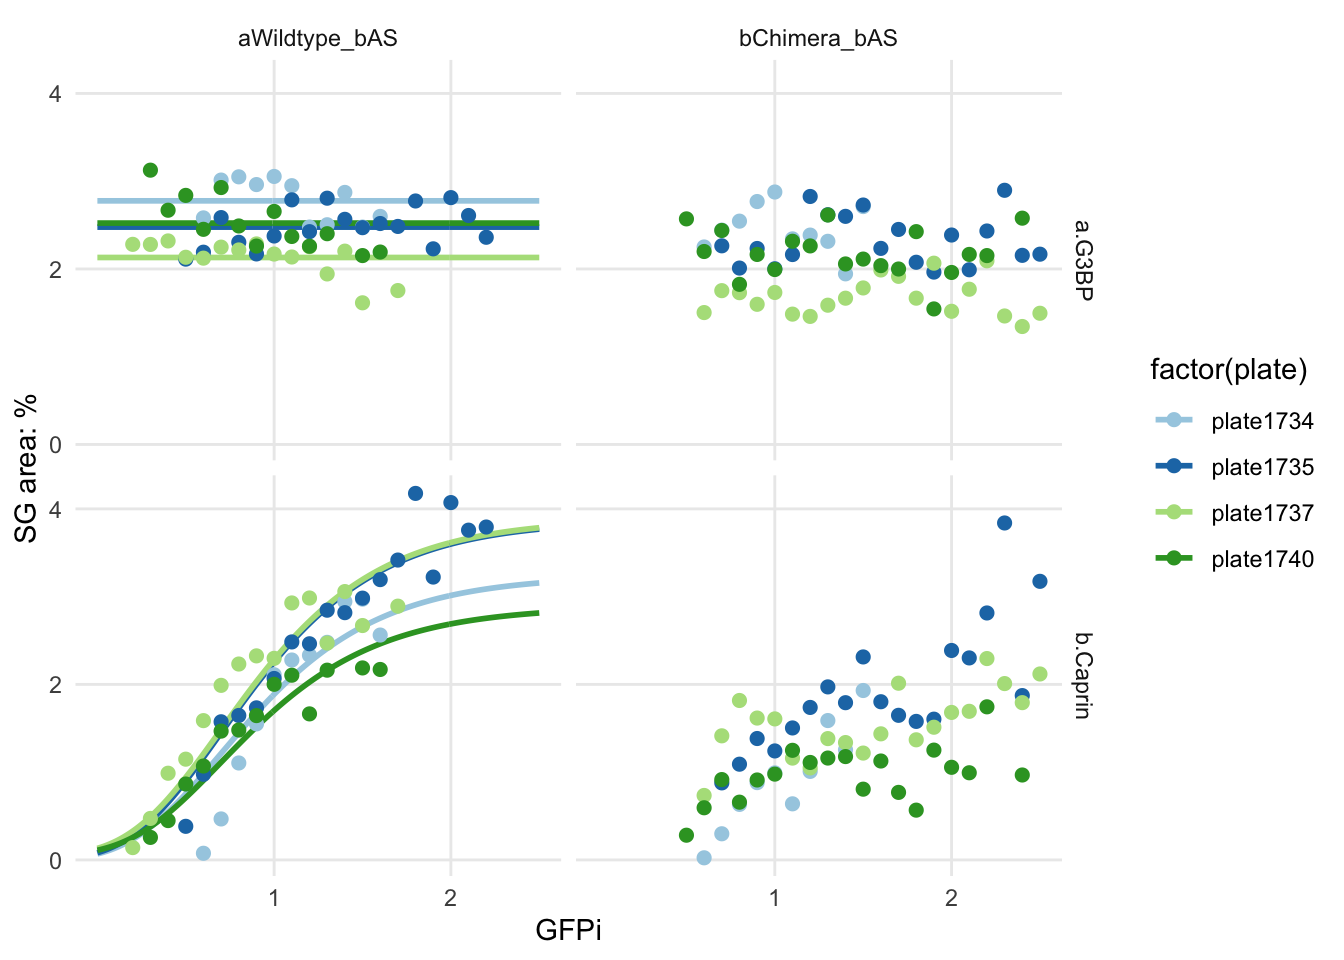 aWildtype_bAS
bChimera_bAS
4
2
0
a.G3BP
4
2
0
b.Caprin
1
2
1
2
GFPi
SG area: %
factor(plate)
plate1734
plate1735
plate1737
plate1740